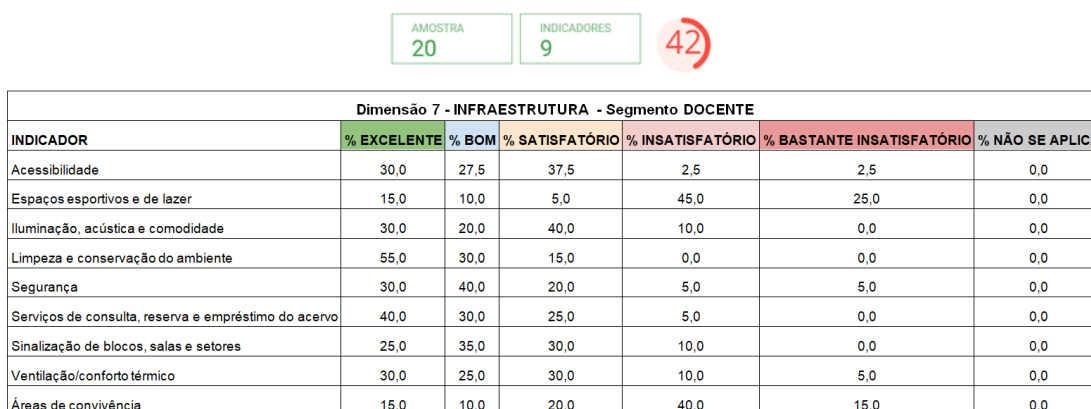 AMOSTRA INDICADORES
20 9 42
Dimensão 7 - INFRAESTRUTURA - Segmento DOCENTE
INDICADOR % EXCELENTE % BOM % SATISFATÓRIO % INSATISFATÓRIO % BASTANTE INSATISFATÓRIO % NÃO SE APLIC
Acessibilidade 30,0 27,5 37,5 2,5 2,5 0,0
Espaços esportivos e de lazer 15,0 10,0 5,0 45,0 25,0 0,0
Iluminação, acústica e comodidade 30,0 20,0 40,0 10,0 0,0 0,0
Limpeza e conservação do ambiente 55,0 30,0 15,0 0,0 0,0 0,0
Segurança 30,0 40,0 20,0 5,0 5,0 0,0
Serviços de consulta, reserva e empréstimo do acervo 40,0 30,0 25,0 5,0 0,0 0,0
Sinalização de blocos, salas e setores 25,0 35,0 30,0 10,0 0,0 0,0
Ventilação/conforto térmico 30,0 25,0 30,0 10,0 5,0 0,0
Áreas de convivência 15,0 10,0 20,0 40,0 15,0 0,0